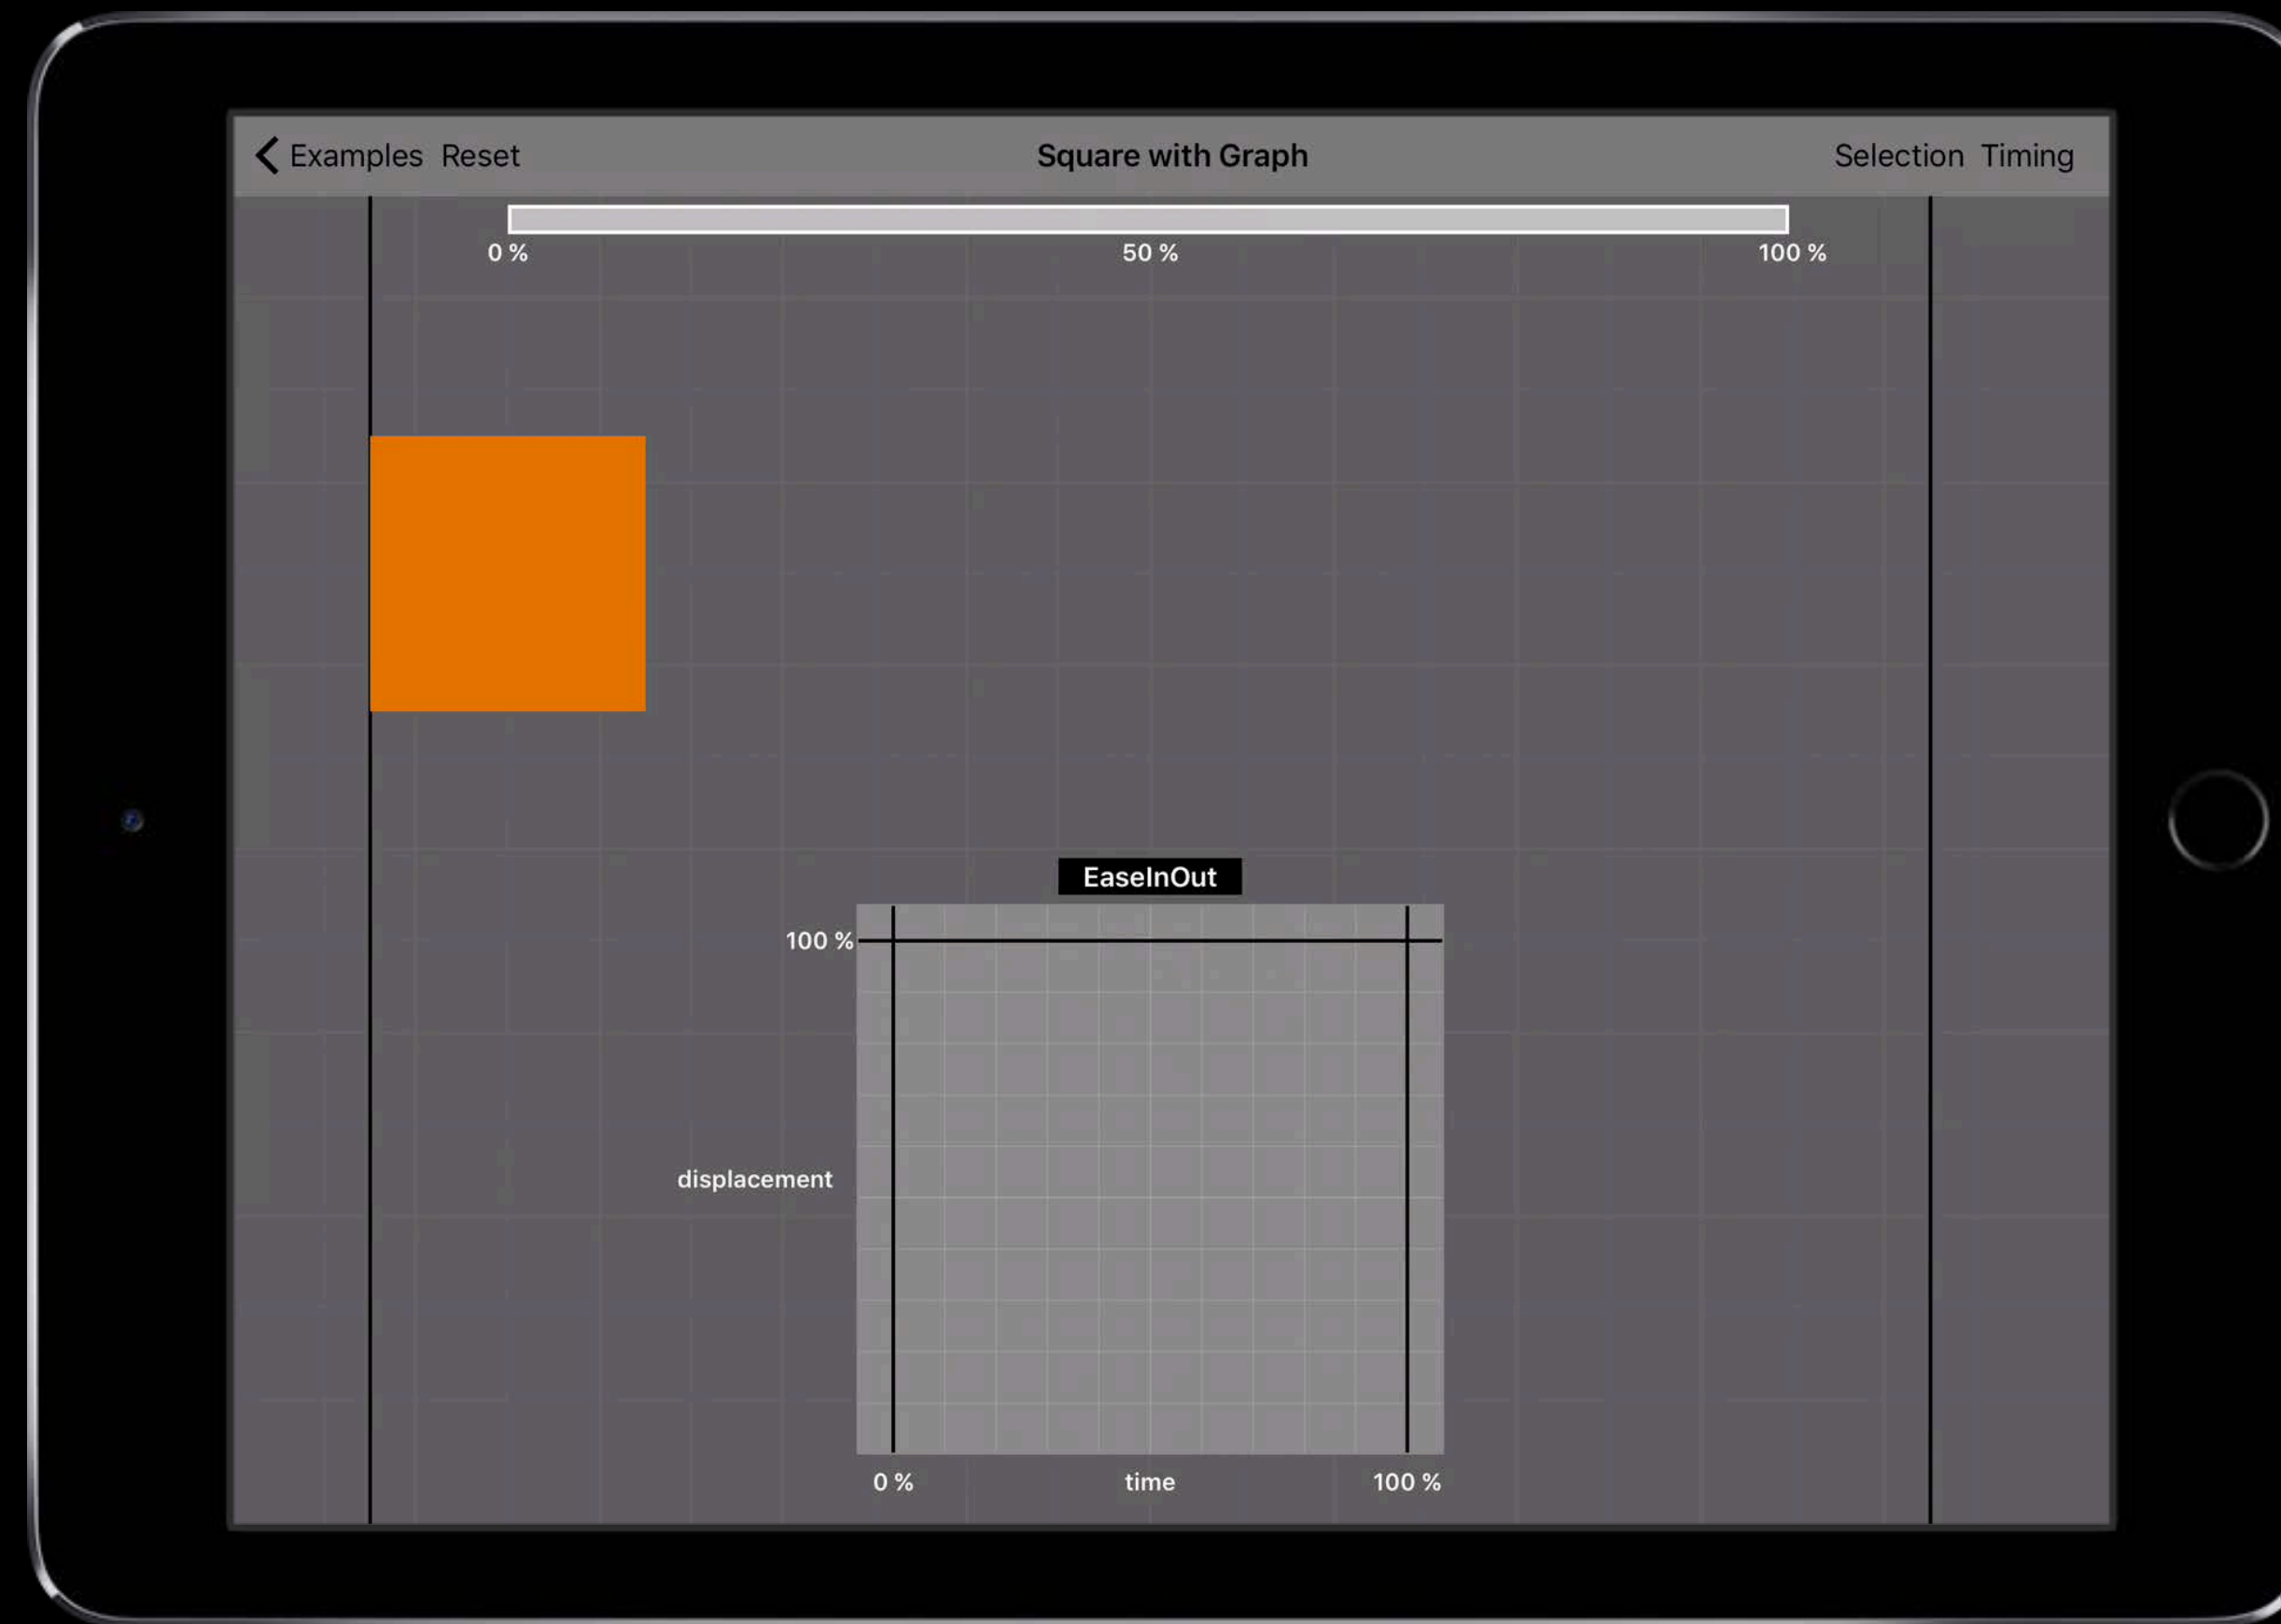 Examples Reset Square with Graph Selection Timing
0 % 50 % 100 %
EaseInOut
100 %
displacement
0 % time 100 %